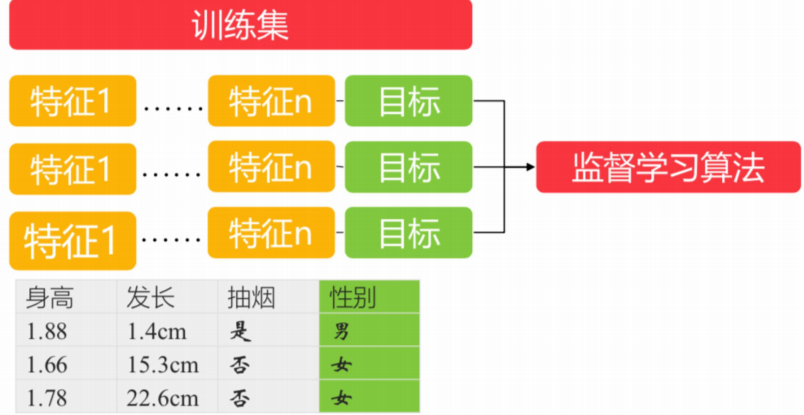 训练集
特征1 …… 特征n 目标
特征1 …… 特征n 目标 监督学习算法
特征1 …… 特征n 目标
身高 发长 抽烟 性别
1.88 1.4cm 是 男
1.66 15.3cm 否 女
1.78 22.6cm 否 女